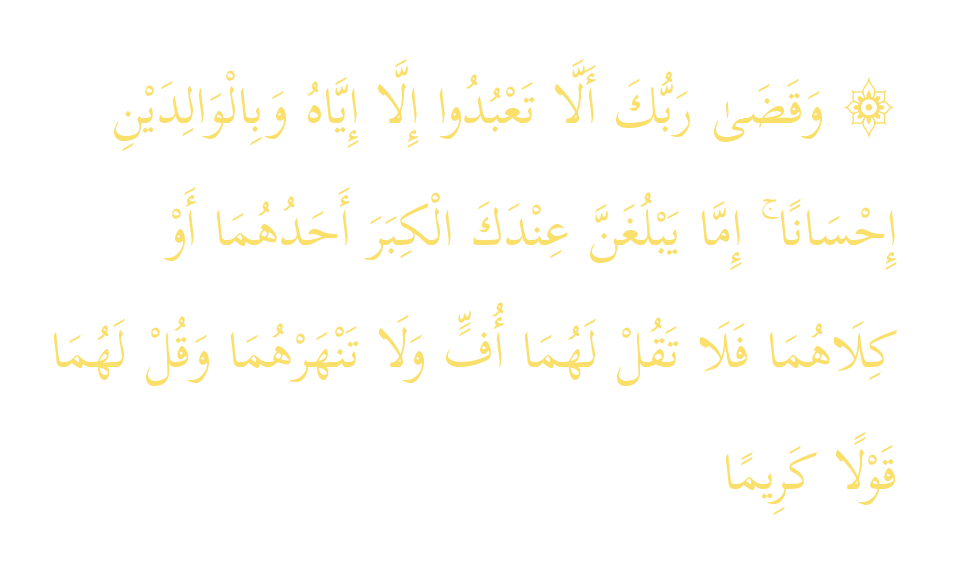 ۞ وَقَضَىٰ رَبُّكَ أَلَّا تَعْبُدُوا إِلَّا إِيَّاهُ وَبِالْوَالِدَيْنِ
إِحْسَانًا ۚ إِمَّا يَبْلُغَنَّ عِنْدَكَ الْكِبَرَ أَحَدُهُمَا أَوْ
كِلَاهُمَا فَلَا تَقُلْ لَهُمَا أُفٍّ وَلَا تَنْهَرْهُمَا وَقُلْ لَهُمَا
قَوْلًا كَرِيمًا